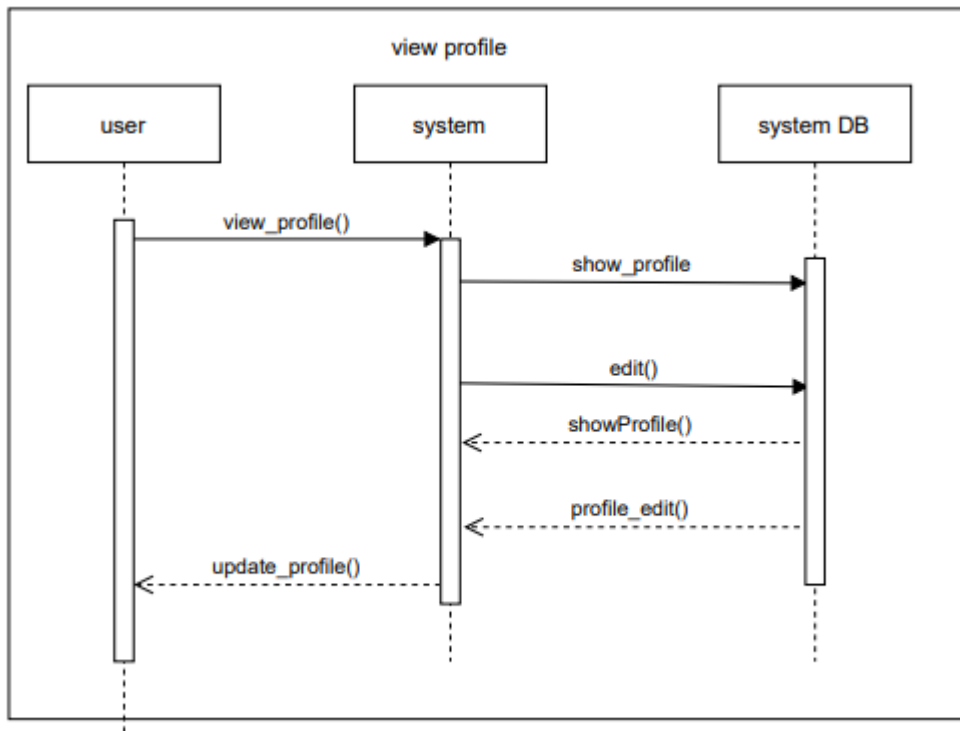 view profile
user
system
system DB
view_profile()
show_profile
edit()
showProfile()
profile_edit()
update_profile()